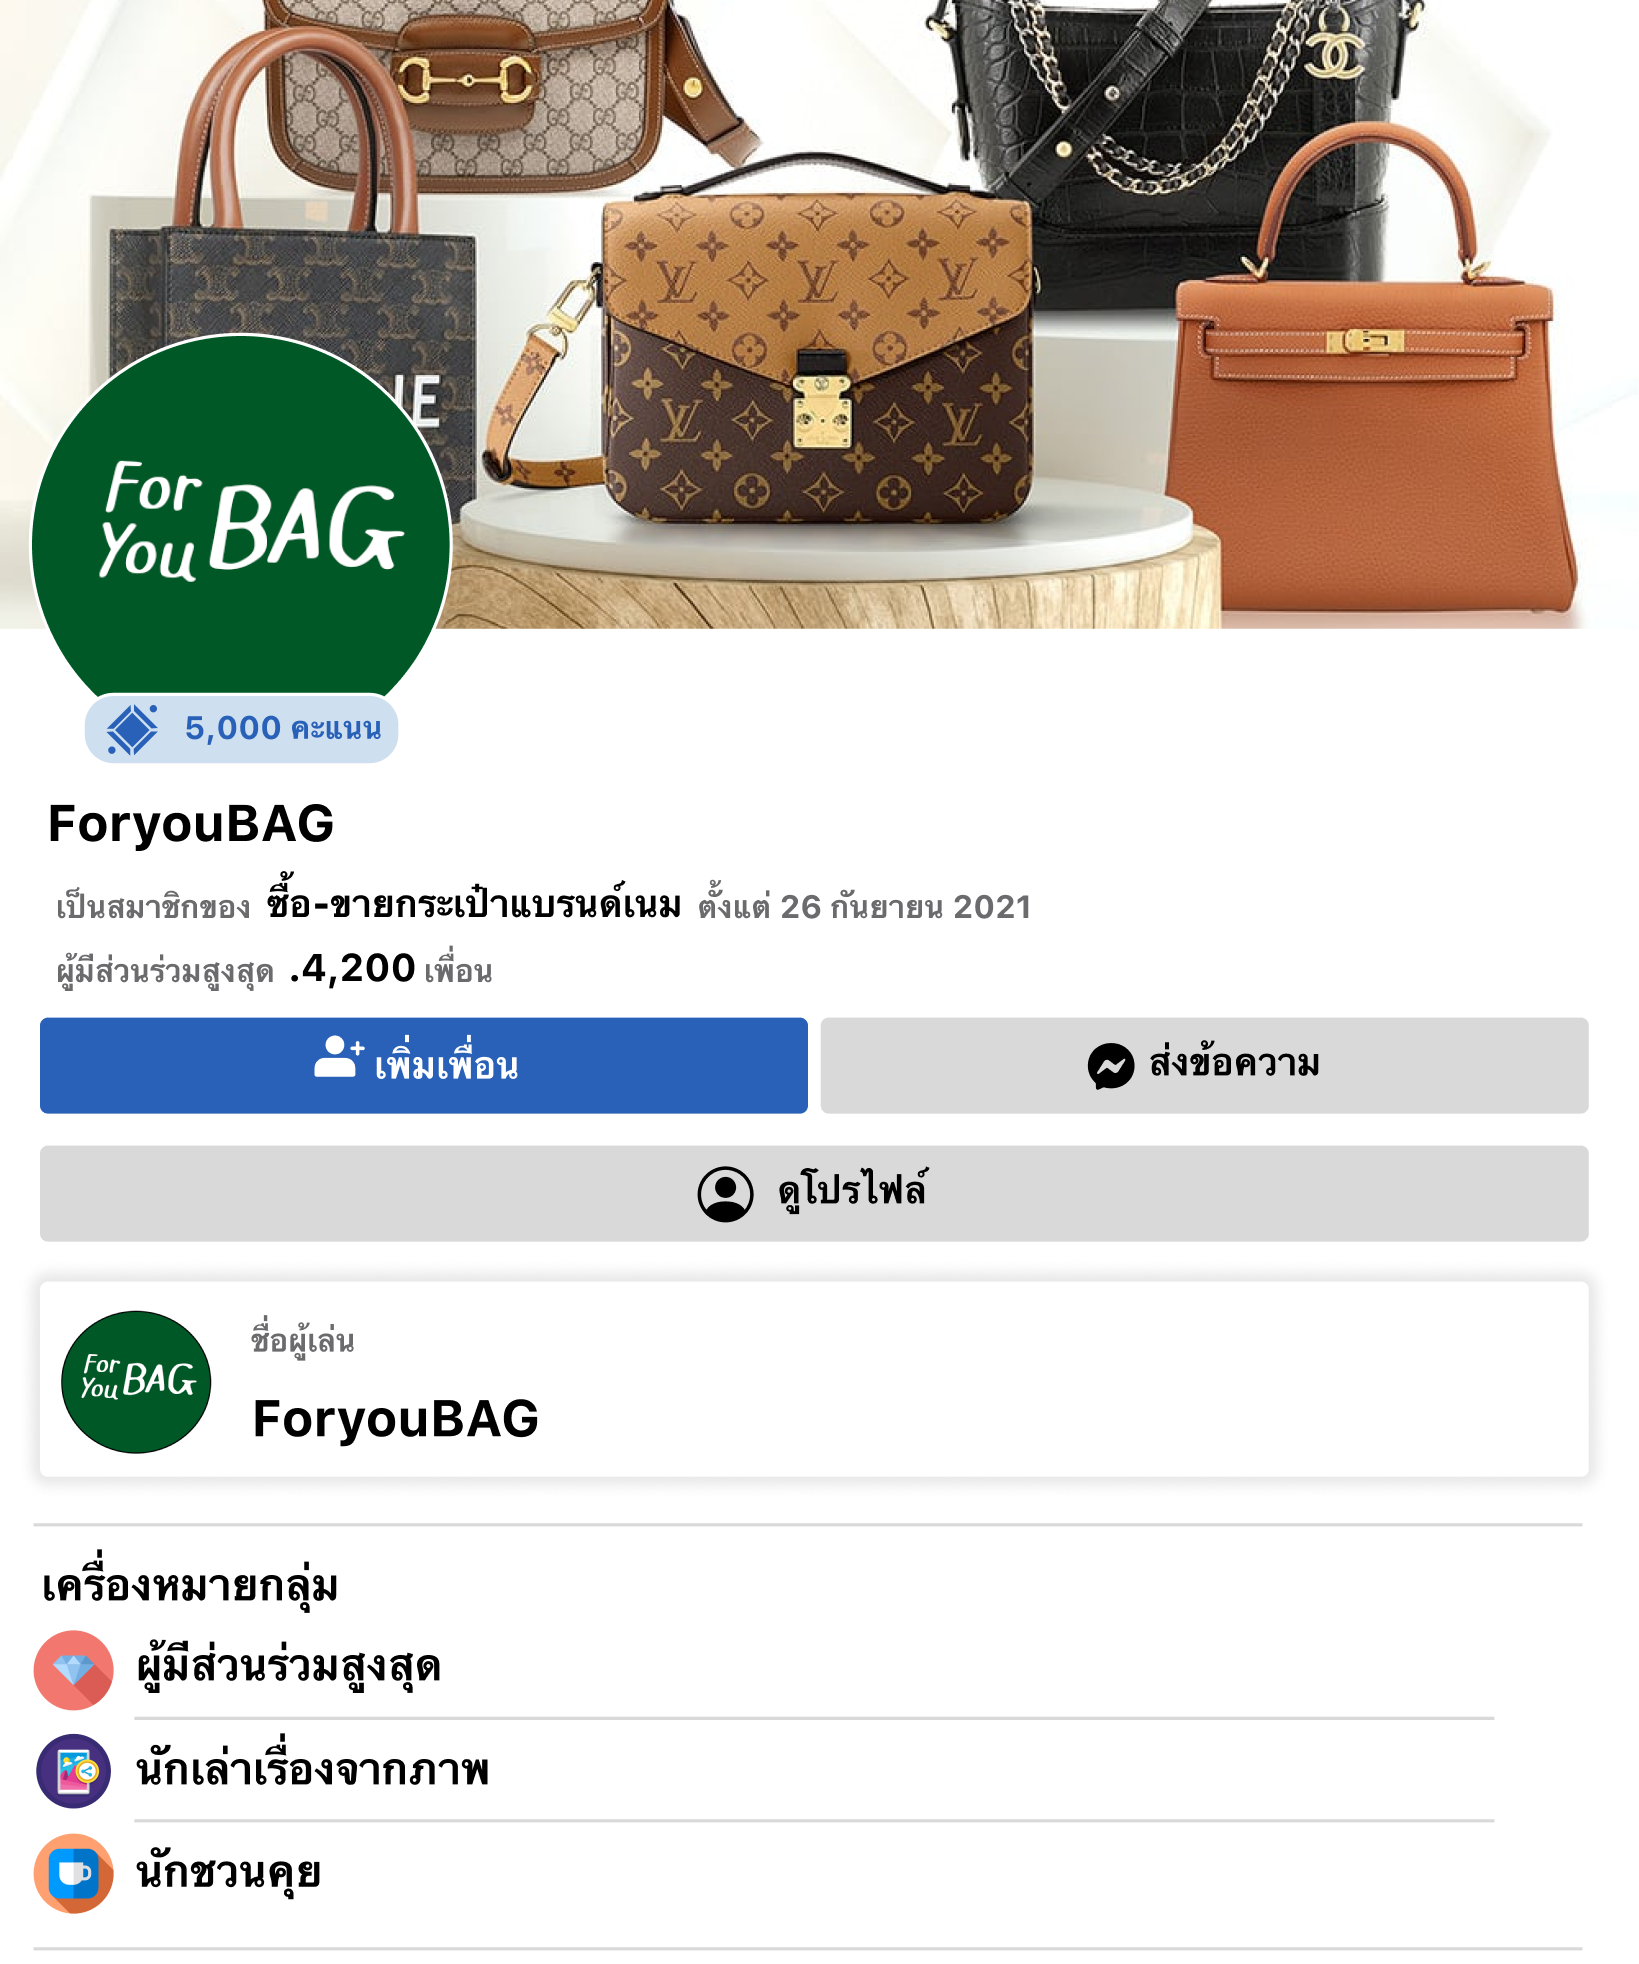 NE
For
You BAG
5,000 คะแนน
ForyouBAG
เป็นสมาชิกของ ซื้อ-ขายกระเป๋าแบรนด์เนม ตั้งแต่ 26 กันยายน 2021
ผู้มีส่วนร่วมสูงสุด .4,200 เพื่อน
เพิ่มเพื่อน
ส่งข้อความ
ดูโปรไฟล์
For
You BAG
ชื่อผู้เล่น
ForyouBAG
เครื่องหมายกลุ่ม
ผู้มีส่วนร่วมสูงสุด
นักเล่าเรื่องจากภาพ
นักชวนคุย